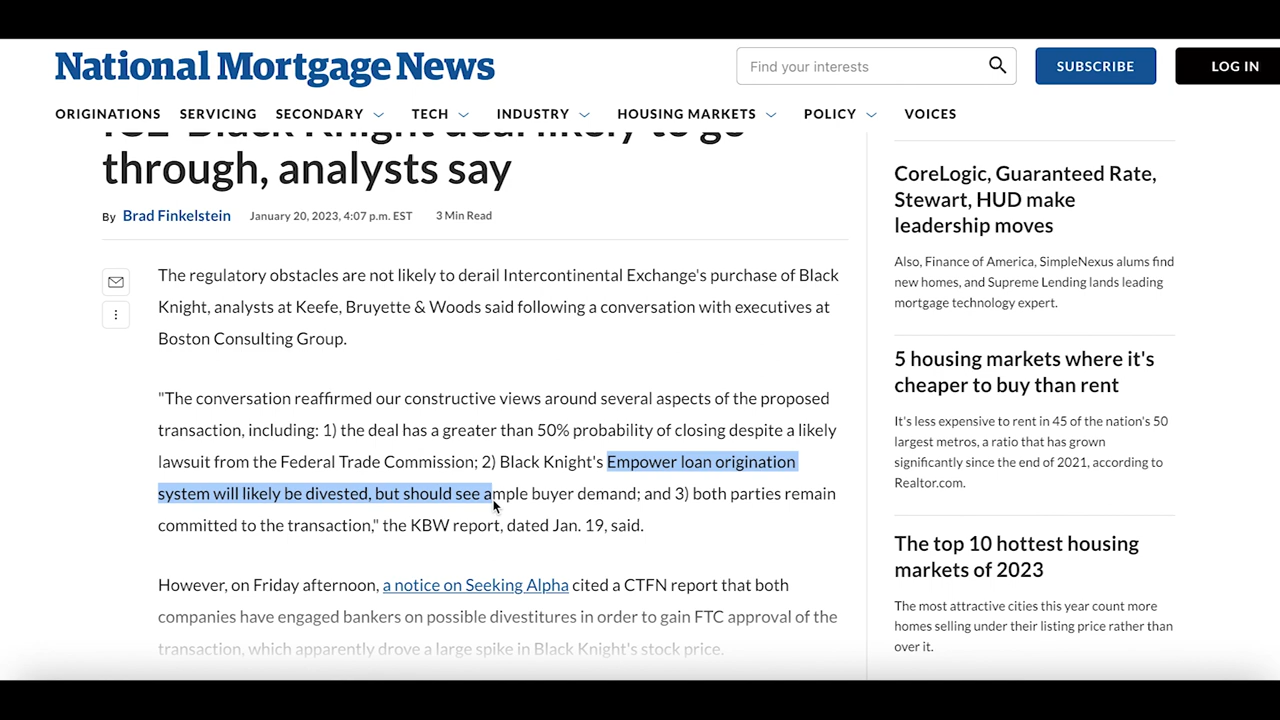 National Mortgage News
Find your interests
SUBSCRIBE
LOG IN
ORIGINATIONS SERVICING SECONDARY TECH INDUSTRY HOUSING MARKETS POLICY VOICES
ICE-Black Knight deal likely to go
through, analysts say
By Brad Finkelstein January 20, 2023, 4:07 p.m. EST 3 Min Read
The regulatory obstacles are not likely to derail Intercontinental Exchange's purchase of Black
Knight, analysts at Keefe, Bruyette & Woods said following a conversation with executives at
Boston Consulting Group.
"The conversation reaffirmed our constructive views around several aspects of the proposed
transaction, including: 1) the deal has a greater than 50% probability of closing despite a likely
lawsuit from the Federal Trade Commission; 2) Black Knight's Empower loan origination
system will likely be divested, but should see ample buyer demand; and 3) both parties remain
committed to the transaction," the KBW report, dated Jan. 19, said.
However, on Friday afternoon, a notice on Seeking Alpha cited a CTFN report that both
companies have engaged bankers on possible divestitures in order to gain FTC approval of the
transaction, which apparently drove a large spike in Black Knight's stock price.
CoreLogic, Guaranteed Rate,
Stewart, HUD make
leadership moves
Also, Finance of America, SimpleNexus alums find
new homes, and Supreme Lending lands leading
mortgage technology expert.
5 housing markets where it's
cheaper to buy than rent
It's less expensive to rent in 45 of the nation's 50
largest metros, a ratio that has grown
significantly since the end of 2021, according to
Realtor.com.
The top 10 hottest housing
markets of 2023
The most attractive cities this year count more
homes selling under their listing price rather than
over it.